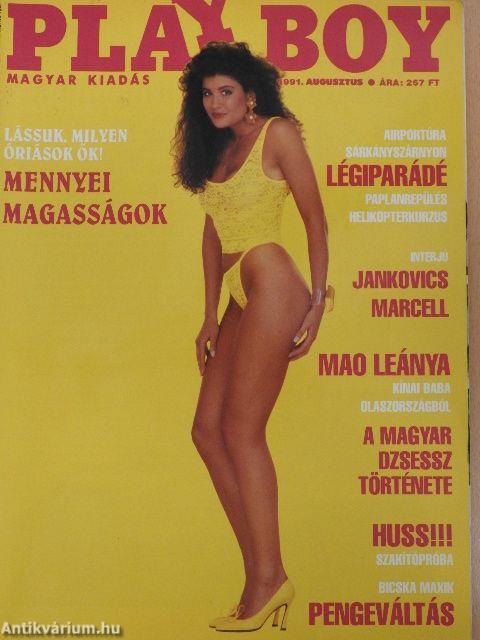 PLAYBOY
MAGYAR KIADÁS
1991. AUGUSZTUS ● ÁRA: 257 FT
LÁSSUK, MILYEN
ÓRIÁSOK ŐK!
MENNYEI
MAGASSÁGOK
AIRPORTÚRA
SÁRKÁNYSZÁRNYON
LÉGIPARÁDÉ
PAPLANREPÜLÉS
HELIKOPTERKURZUS
INTERJÚ
JANKOVICS
MARCELL
MAO LEÁNYA
KÍNAI BABA
OLASZORSZÁGBÓL
A MAGYAR
DZSESSZ
TÖRTÉNETE
HUSS!!!
SZAKÍTÓPRÓBA
BICSKA MAXIK
PENGEVÁLTÁS
Antikvárium.hu